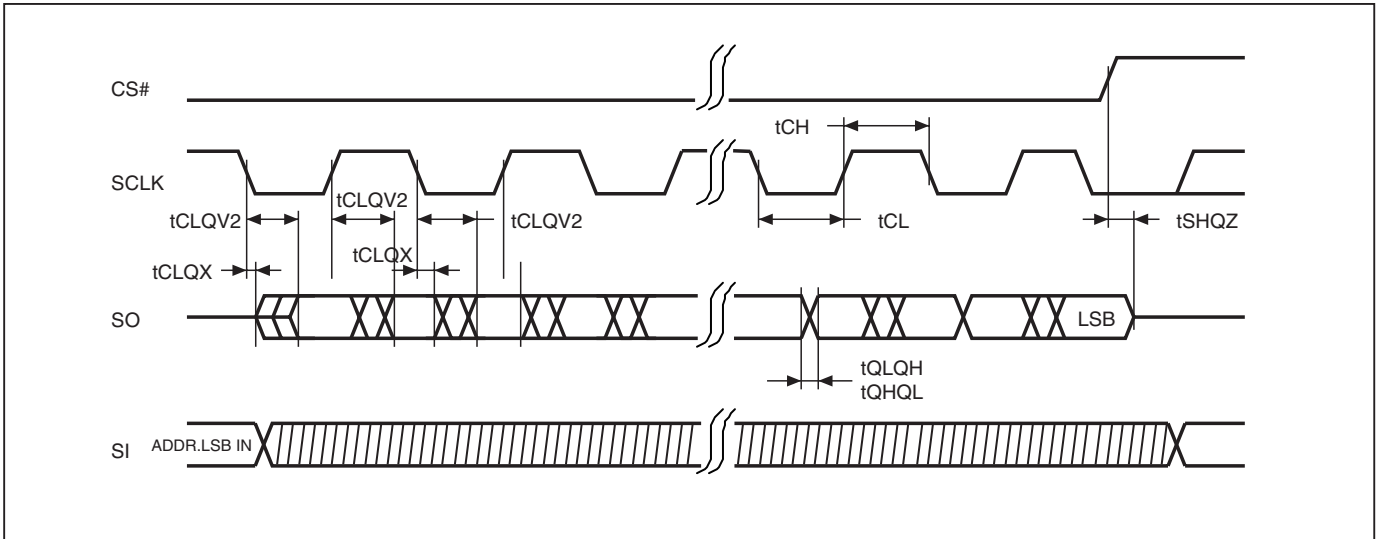 CS#
tCH
SCLK
tCLQV2
tCLQV2
tCLQV2
tCL
tSHQZ
tCLQX
tCLQX
SO
LSB
tQLQH
tQHQL
SI
ADDR.LSB IN